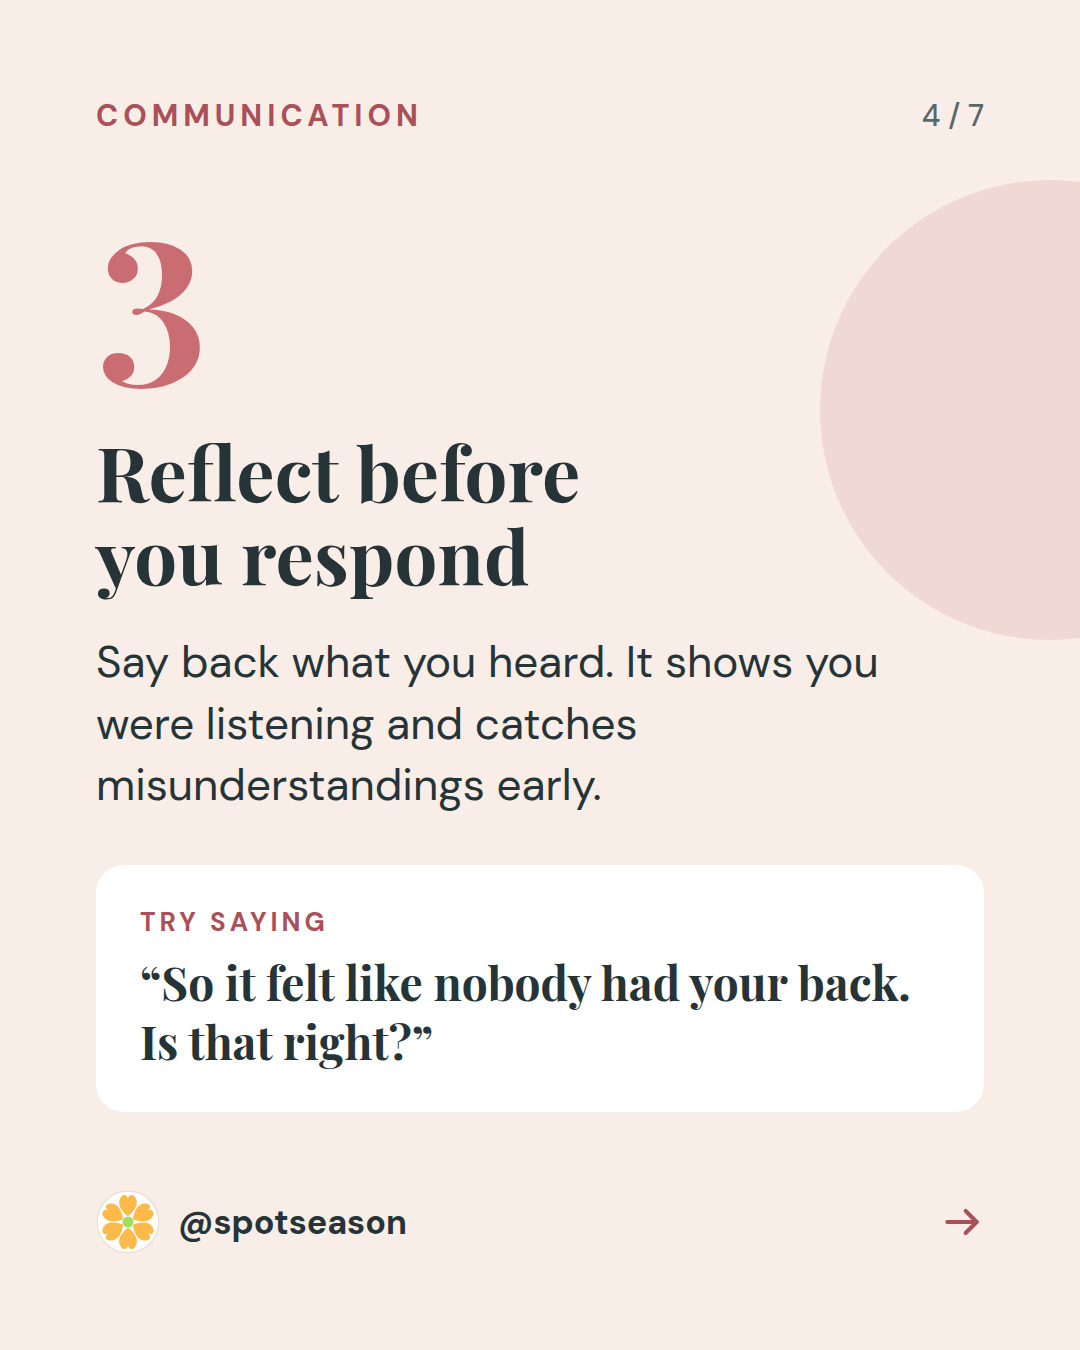 COMMUNICATION
4 / 7
3
Reflect before
you respond
Say back what you heard. It shows you
were listening and catches
misunderstandings early.
TRY SAYING
“So it felt like nobody had your back.
Is that right?”
@spotseason